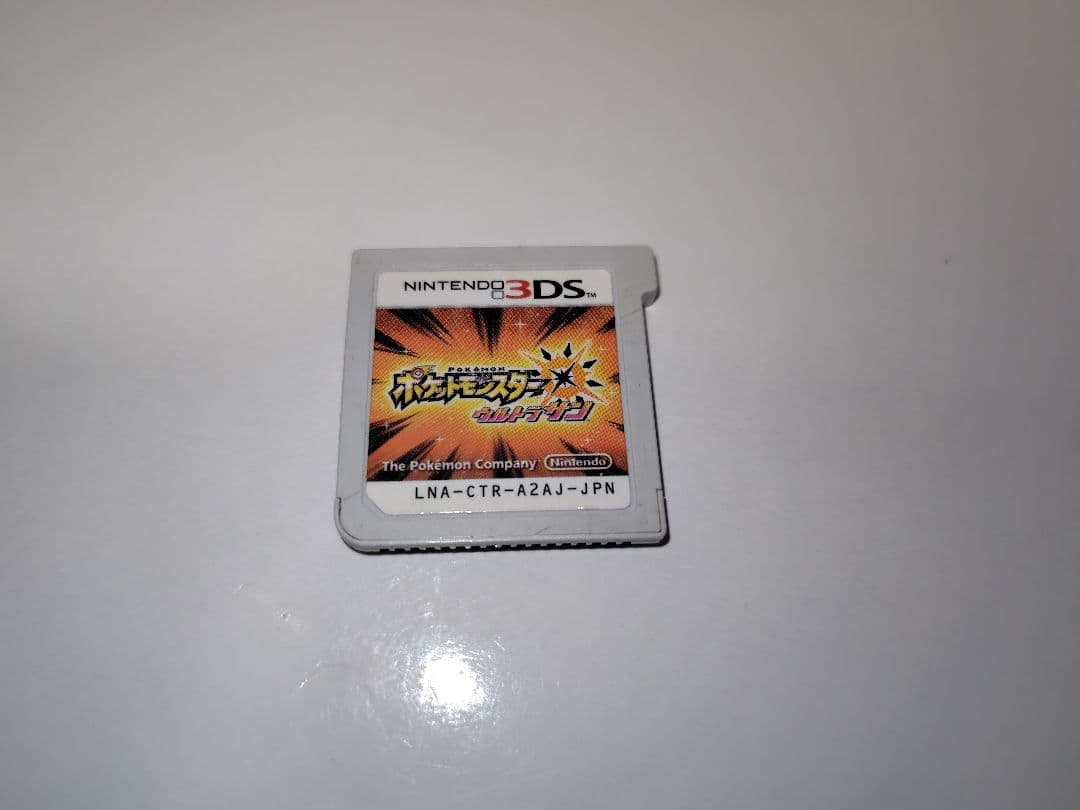 NINTENDO 3DS™
POKÉMON
ポケットモンスター
ウルトラサン
The Pokémon Company Nintendo
LNA-CTR-A2AJ-JPN